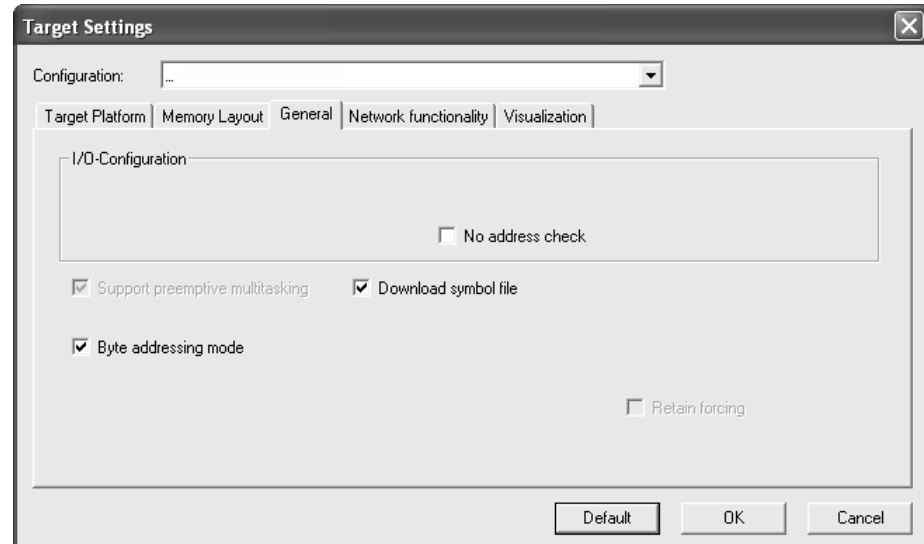 Target Settings
Configuration: ...
Target Platform Memory Layout General Network functionality Visualization
I/O-Configuration
No address check
Support preemptive multitasking Download symbol file
Byte addressing mode
Retain forcing
Default OK Cancel